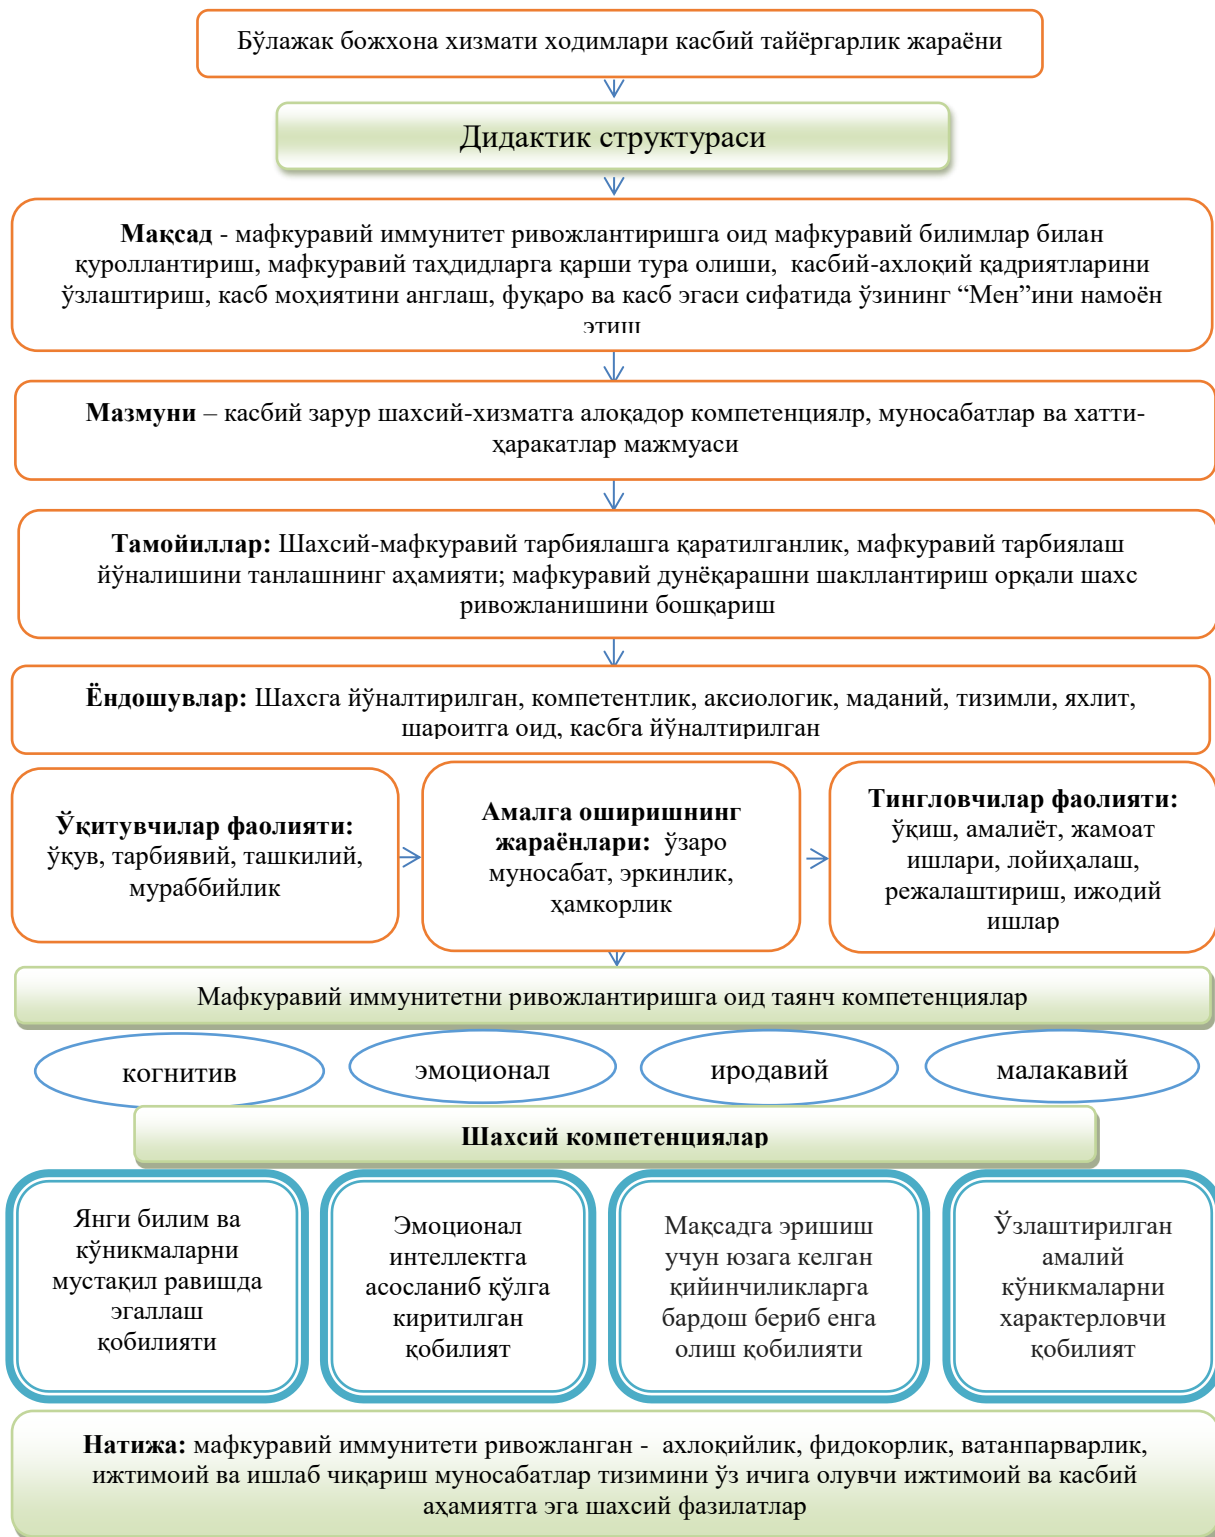 Бўлажак божхона хизмати ходимлари касбий тайёргарлик жараёни
Дидактик структураси
Мақсад - мафкуравий иммунитет ривожлантиришга оид мафкуравий билимлар билан
қуроллантириш, мафкуравий таҳдидларга қарши тура олиши, касбий-ахлоқий қадриятларини
ўзлаштириш, касб моҳиятини англаш, фуқаро ва касб эгаси сифатида ўзининг “Мен”ини намоён
этиш
Мазмуни – касбий зарур шахсий-хизматга алоқадор компетенциялр, муносабатлар ва хатти-
ҳаракатлар мажмуаси
Тамойиллар: Шахсий-мафкуравий тарбиялашга қаратилганлик, мафкуравий тарбиялаш
йўналишини танлашнинг аҳамияти; мафкуравий дунёқарашни шакллантириш орқали шахс
ривожланишини бошқариш
Ёндошувлар: Шахсга йўналтирилган, компетентлик, аксиологик, маданий, тизимли, яхлит,
шароитга оид, касбга йўналтирилган
Ўқитувчилар фаолияти:
ўқув, тарбиявий, ташкилий,
мураббийлик
Амалга оширишнинг
жараёнлари: ўзаро
муносабат, эркинлик,
ҳамкорлик
Тингловчилар фаолияти:
ўқиш, амалиёт, жамоат
ишлари, лойиҳалаш,
режалаштириш, ижодий
ишлар
Мафкуравий иммунитетни ривожлантиришга оид таянч компетенциялар
когнитив
эмоционал
иродавий
малакавий
Шахсий компетенциялар
Янги билим ва
кўникмаларни
мустақил равишда
эгаллаш
қобилияти
Эмоционал
интеллектга
асосланиб қўлга
киритилган
қобилият
Мақсадга эришиш
учун юзага келган
қийинчиликларга
бардош бериб енга
олиш қобилияти
Ўзлаштирилган
амалий
кўникмаларни
характерловчи
қобилият
Натижа: мафкуравий иммунитети ривожланган - ахлоқийлик, фидокорлик, ватанпарварлик,
ижтимоий ва ишлаб чиқариш муносабатлар тизимини ўз ичига олувчи ижтимоий ва касбий
аҳамиятга эга шахсий фазилатлар